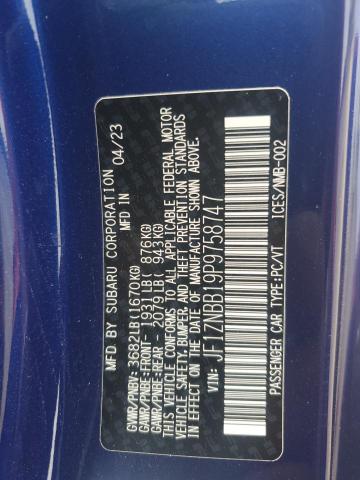 MFD BY SUBARU CORPORATION
MFD IN 04/23
GVWR/PNBV-3682LB(1670KG)
GAWR/PNBE-FRONT- 1931LB( 876KG)
GAWR/PNBE-REAR - 2079LB( 943KG)
THIS VEHICLE CONFORMS TO ALL APPLICABLE FEDERAL MOTOR
VEHICLE SAFETY, BUMPER, AND THEFT PREVENTION STANDARDS
IN EFFECT ON THE DATE OF MANUFACTURE SHOWN ABOVE.
VIN: JF1ZNBB19P9758747
PASSENGER CAR TYPE-PC/VT ICES/NMB-002